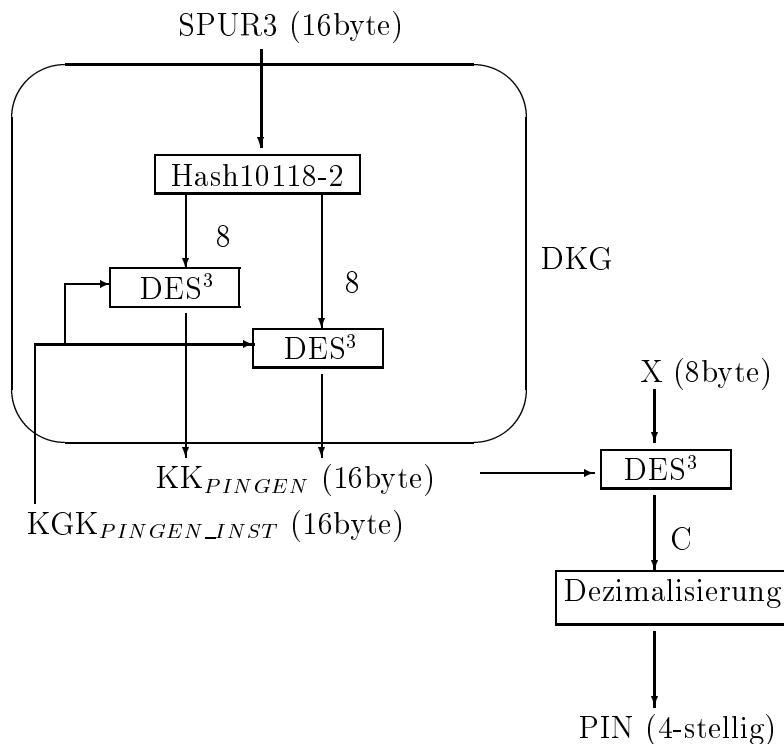 SPUR3 (16byte)
Hash10118-2
8
DKG
DES³
8
DES³
X (8byte)
KK_PINGEN (16byte)
DES³
KGK_PINGEN_INST (16byte)
C
Dezimalisierung
PIN (4-stellig)